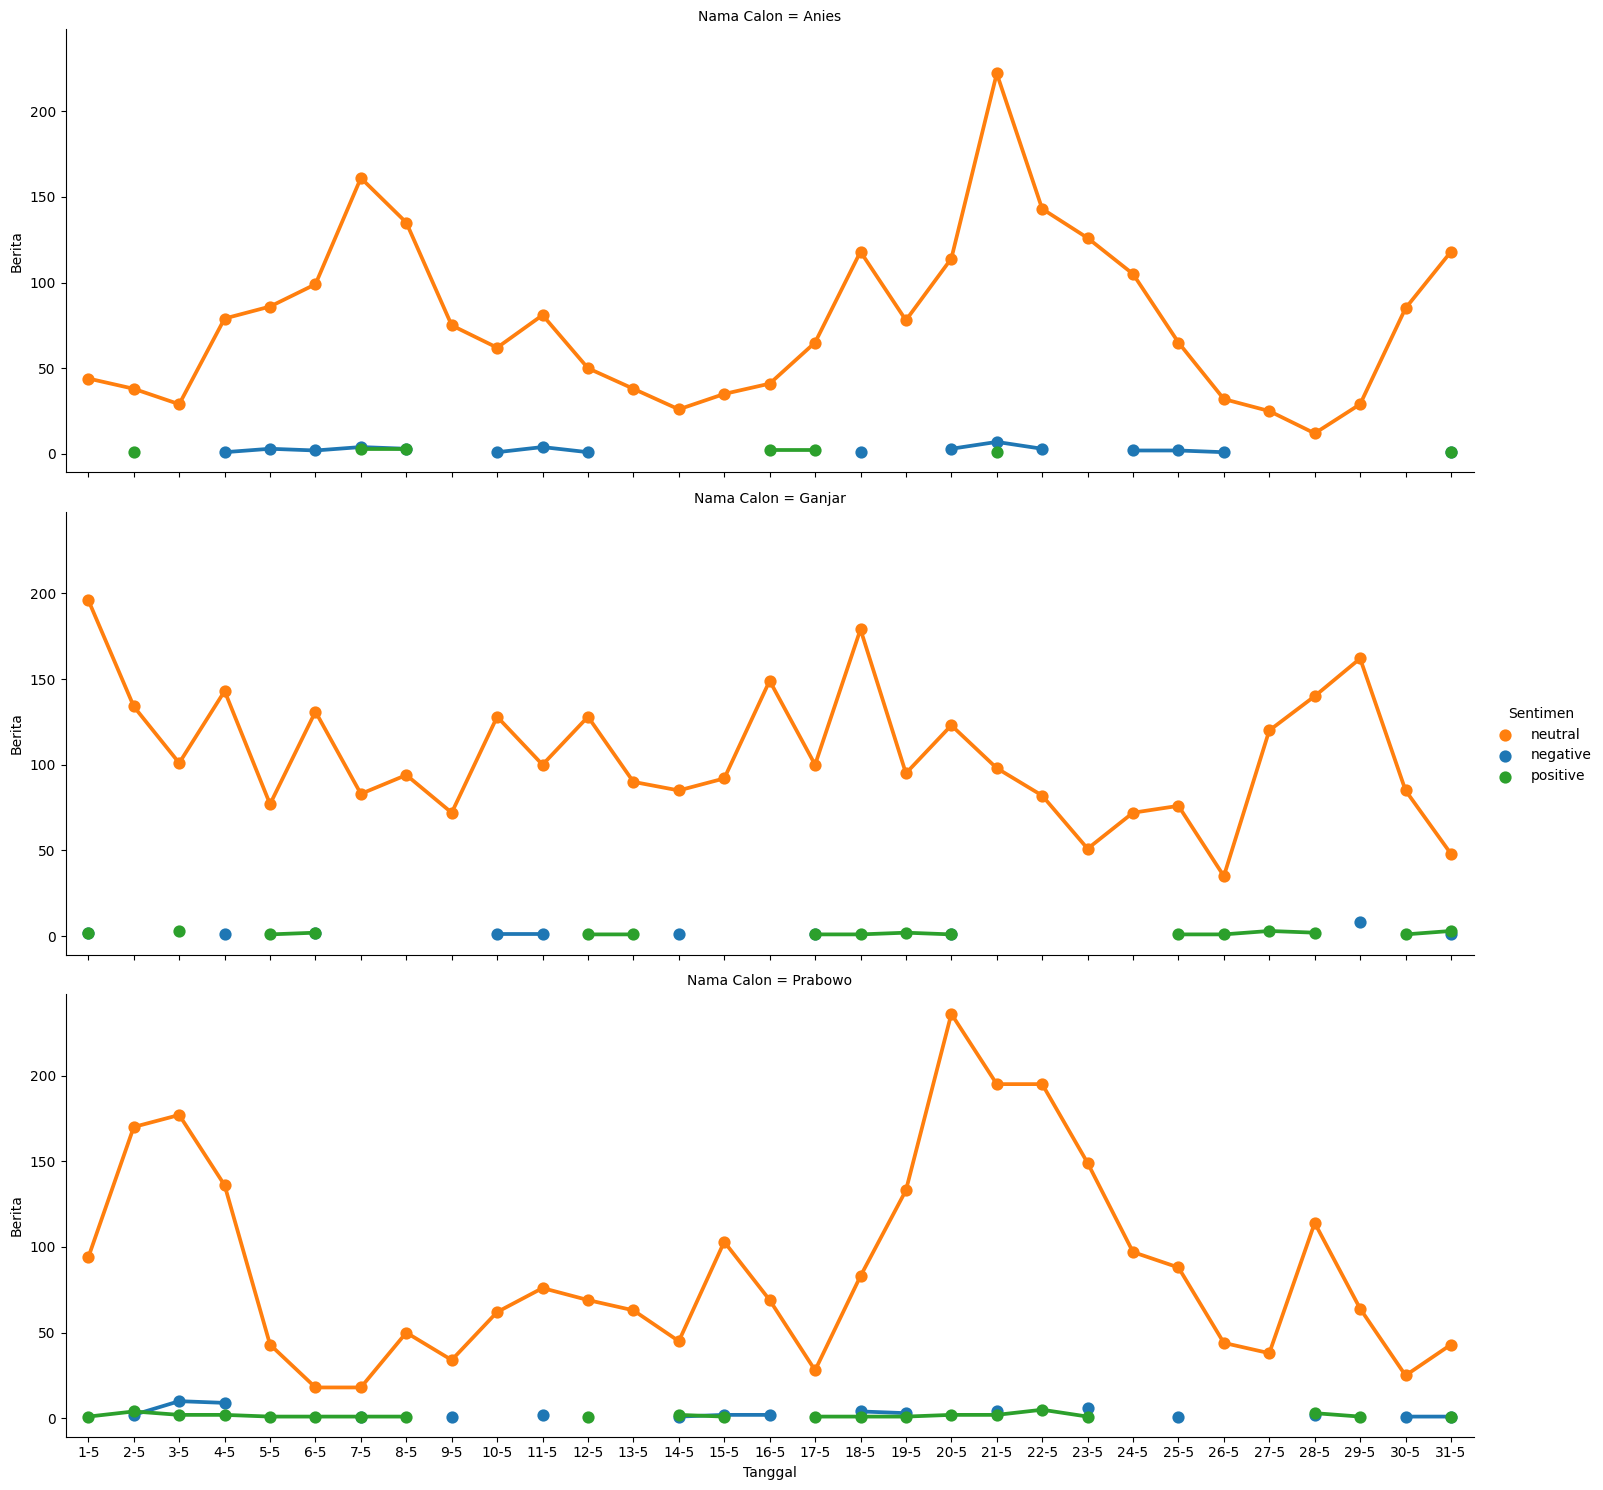 Nama Calon = Anies
200
150
100
50
0
Berita
Nama Calon = Ganjar
200
150
100
50
0
Berita
Sentimen
neutral
negative
positive
Nama Calon = Prabowo
200
150
100
50
0
Berita
1-5 2-5 3-5 4-5 5-5 6-5 7-5 8-5 9-5 10-5 11-5 12-5 13-5 14-5 15-5 16-5 17-5 18-5 19-5 20-5 21-5 22-5 23-5 24-5 25-5 26-5 27-5 28-5 29-5 30-5 31-5
Tanggal